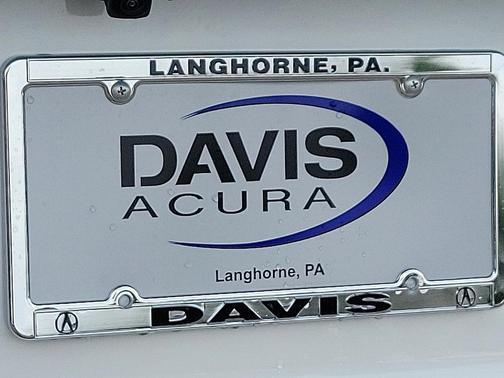 LANGHORNE, PA.
DAVIS
ACURA
Langhorne, PA
DAVIS